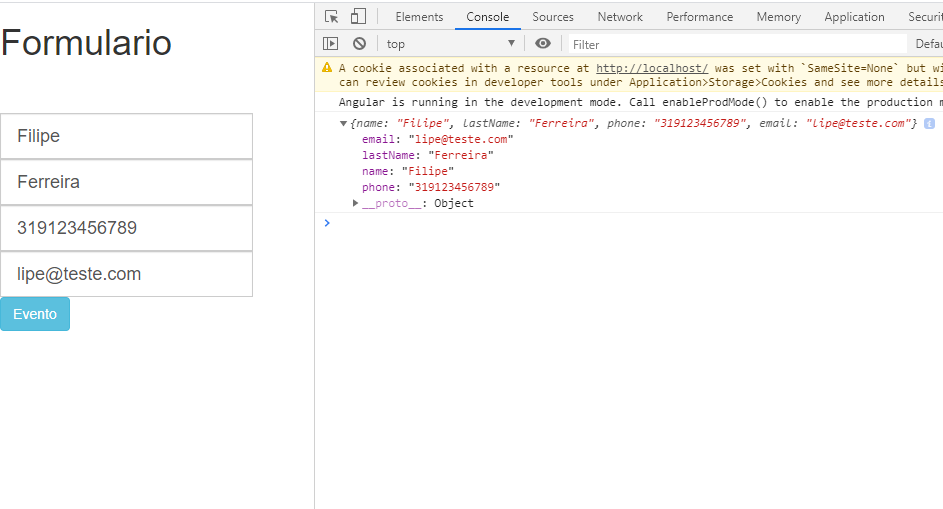 Formulario
Filipe
Ferreira
319123456789
lipe@teste.com
Evento
Elements Console Sources Network Performance Memory Application Securi
top ▼ Filter Defau
A cookie associated with a resource at http://localhost/ was set with `SameSite=None` but wi
can review cookies in developer tools under Application>Storage>Cookies and see more details
Angular is running in the development mode. Call enableProdMode() to enable the production m
▼{name: "Filipe", lastName: "Ferreira", phone: "319123456789", email: "lipe@teste.com"} i
email: "lipe@teste.com"
lastName: "Ferreira"
name: "Filipe"
phone: "319123456789"
▶__proto__: Object
>